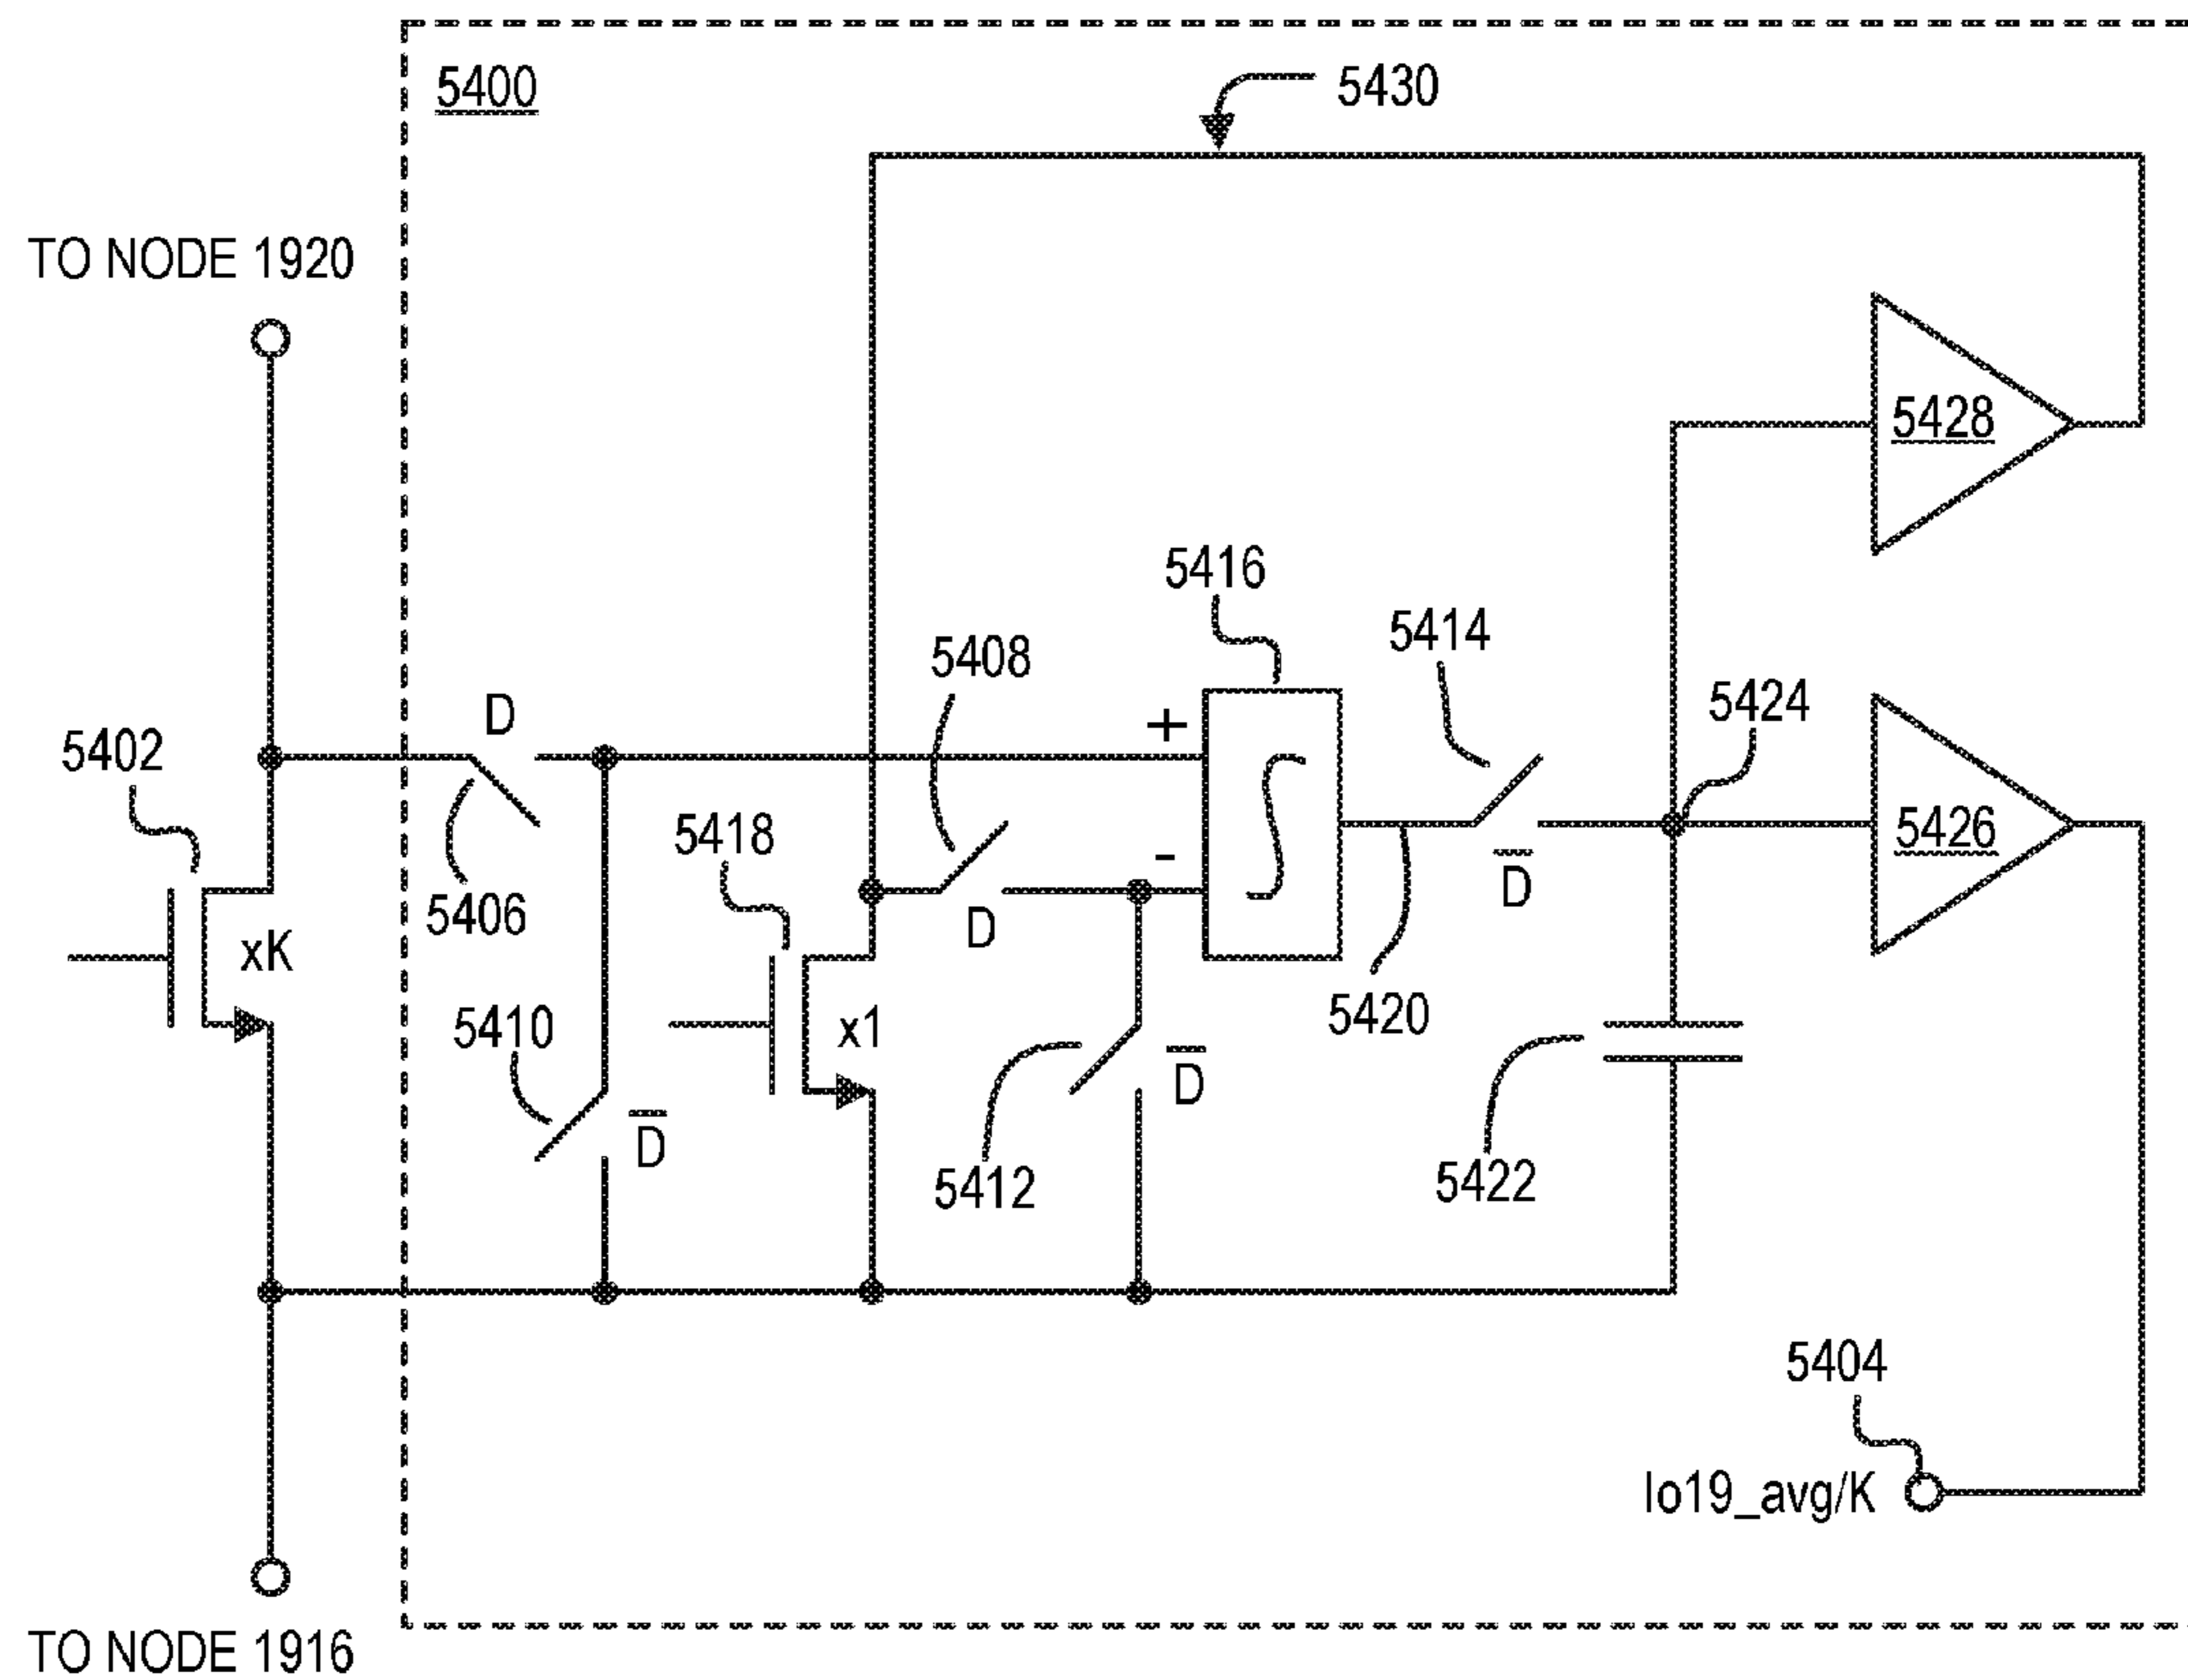 5400
5430
TO NODE 1920
5428
5416
5414
5408
5424
D
5402
+
5426
5418
-
D̅
5406
xK
D
5420
5410
x1
D̅
D̅
5412
5422
5404
Io19_avg/K
TO NODE 1916